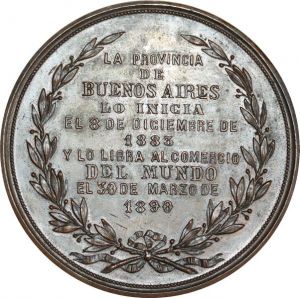 LA PROVINCIA
DE
BUENOS AIRES
LO INICIA
EL 8 DE DICIEMBRE DE
1883
Y LO LIBRA AL COMERCIO
DEL MUNDO
EL 30 DE MARZO DE
1890